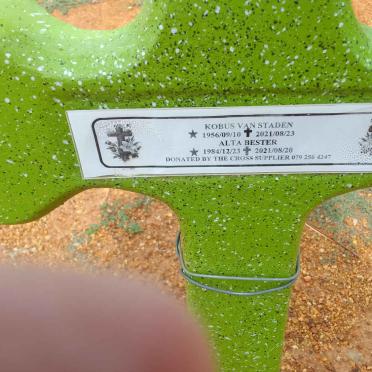 KOBUS VAN STADEN
★ 1956/09/10 ✝ 2021/08/23
ALTA BESTER
★ 1984/12/23 ✝ 2021/08/20
DONATED BY THE CROSS SUPPLIER 079 256 4247